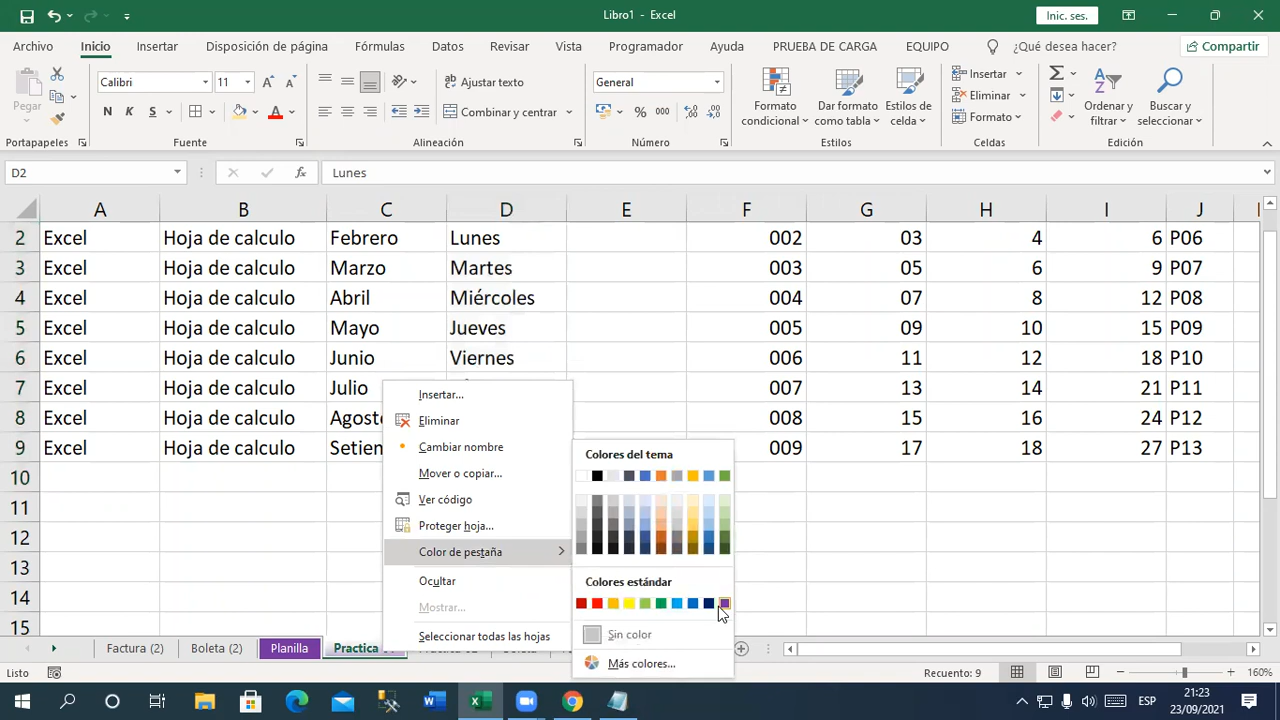 Libro1 - Excel
Inic. ses.
Archivo Inicio Insertar Disposición de página Fórmulas Datos Revisar Vista Programador Ayuda PRUEBA DE CARGA EQUIPO ¿Qué desea hacer? Compartir
Pegar
Calibri 11
N K S
Ajustar texto
Combinar y centrar
General
% 000
Formato condicional
Dar formato como tabla
Estilos de celda
Insertar
Eliminar
Formato
Ordenar y filtrar
Buscar y seleccionar
Portapapeles Fuente Alineación Número Estilos Celdas Edición
D2 fx Lunes
A B C D E F G H I J
2 Excel Hoja de calculo Febrero Lunes 002 03 4 6 P06
3 Excel Hoja de calculo Marzo Martes 003 05 6 9 P07
4 Excel Hoja de calculo Abril Miércoles 004 07 8 12 P08
5 Excel Hoja de calculo Mayo Jueves 005 09 10 15 P09
6 Excel Hoja de calculo Junio Viernes 006 11 12 18 P10
7 Excel Hoja de calculo Julio 007 13 14 21 P11
8 Excel Hoja de calculo Agosto 008 15 16 24 P12
9 Excel Hoja de calculo Setien 009 17 18 27 P13
10
11
12
13
14
15
Insertar...
Eliminar
Cambiar nombre
Mover o copiar...
Ver código
Proteger hoja...
Color de pestaña
Ocultar
Mostrar...
Seleccionar todas las hojas
Colores del tema
Colores estándar
Sin color
Más colores...
Factura (2) Boleta (2) Planilla Practica
Listo Recuento: 9 160%
ESP 21:23
23/09/2021